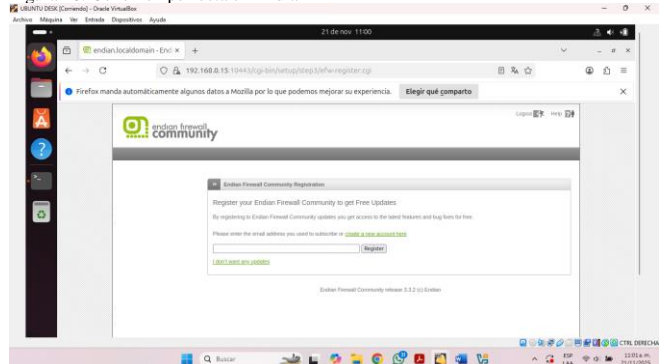 UBUNTU DESK [Corriendo] - Oracle VirtualBox
Archivo Máquina Ver Entrada Dispositivos Ayuda
21 de nov 11:00
endian.localdomain - End ×
192.168.0.15:10443/cgi-bin/setup/step3/efw-register.cgi
Firefox manda automáticamente algunos datos a Mozilla por lo que podemos mejorar su experiencia. Elegir qué comparto
endian firewall
community
Logout Help
Endian Firewall Community Registration
Register your Endian Firewall Community to get Free Updates
By registering to Endian Firewall Community updates you get access to the latest features and bug fixes for free.
Please enter the email address you used to subscribe or create a new account here
Register
I don't want any updates
Endian Firewall Community release 3.3.2 (c) Endian
CTRL DERECHA
Buscar
ESP
LAA
11:01 a.m.
21/11/2025